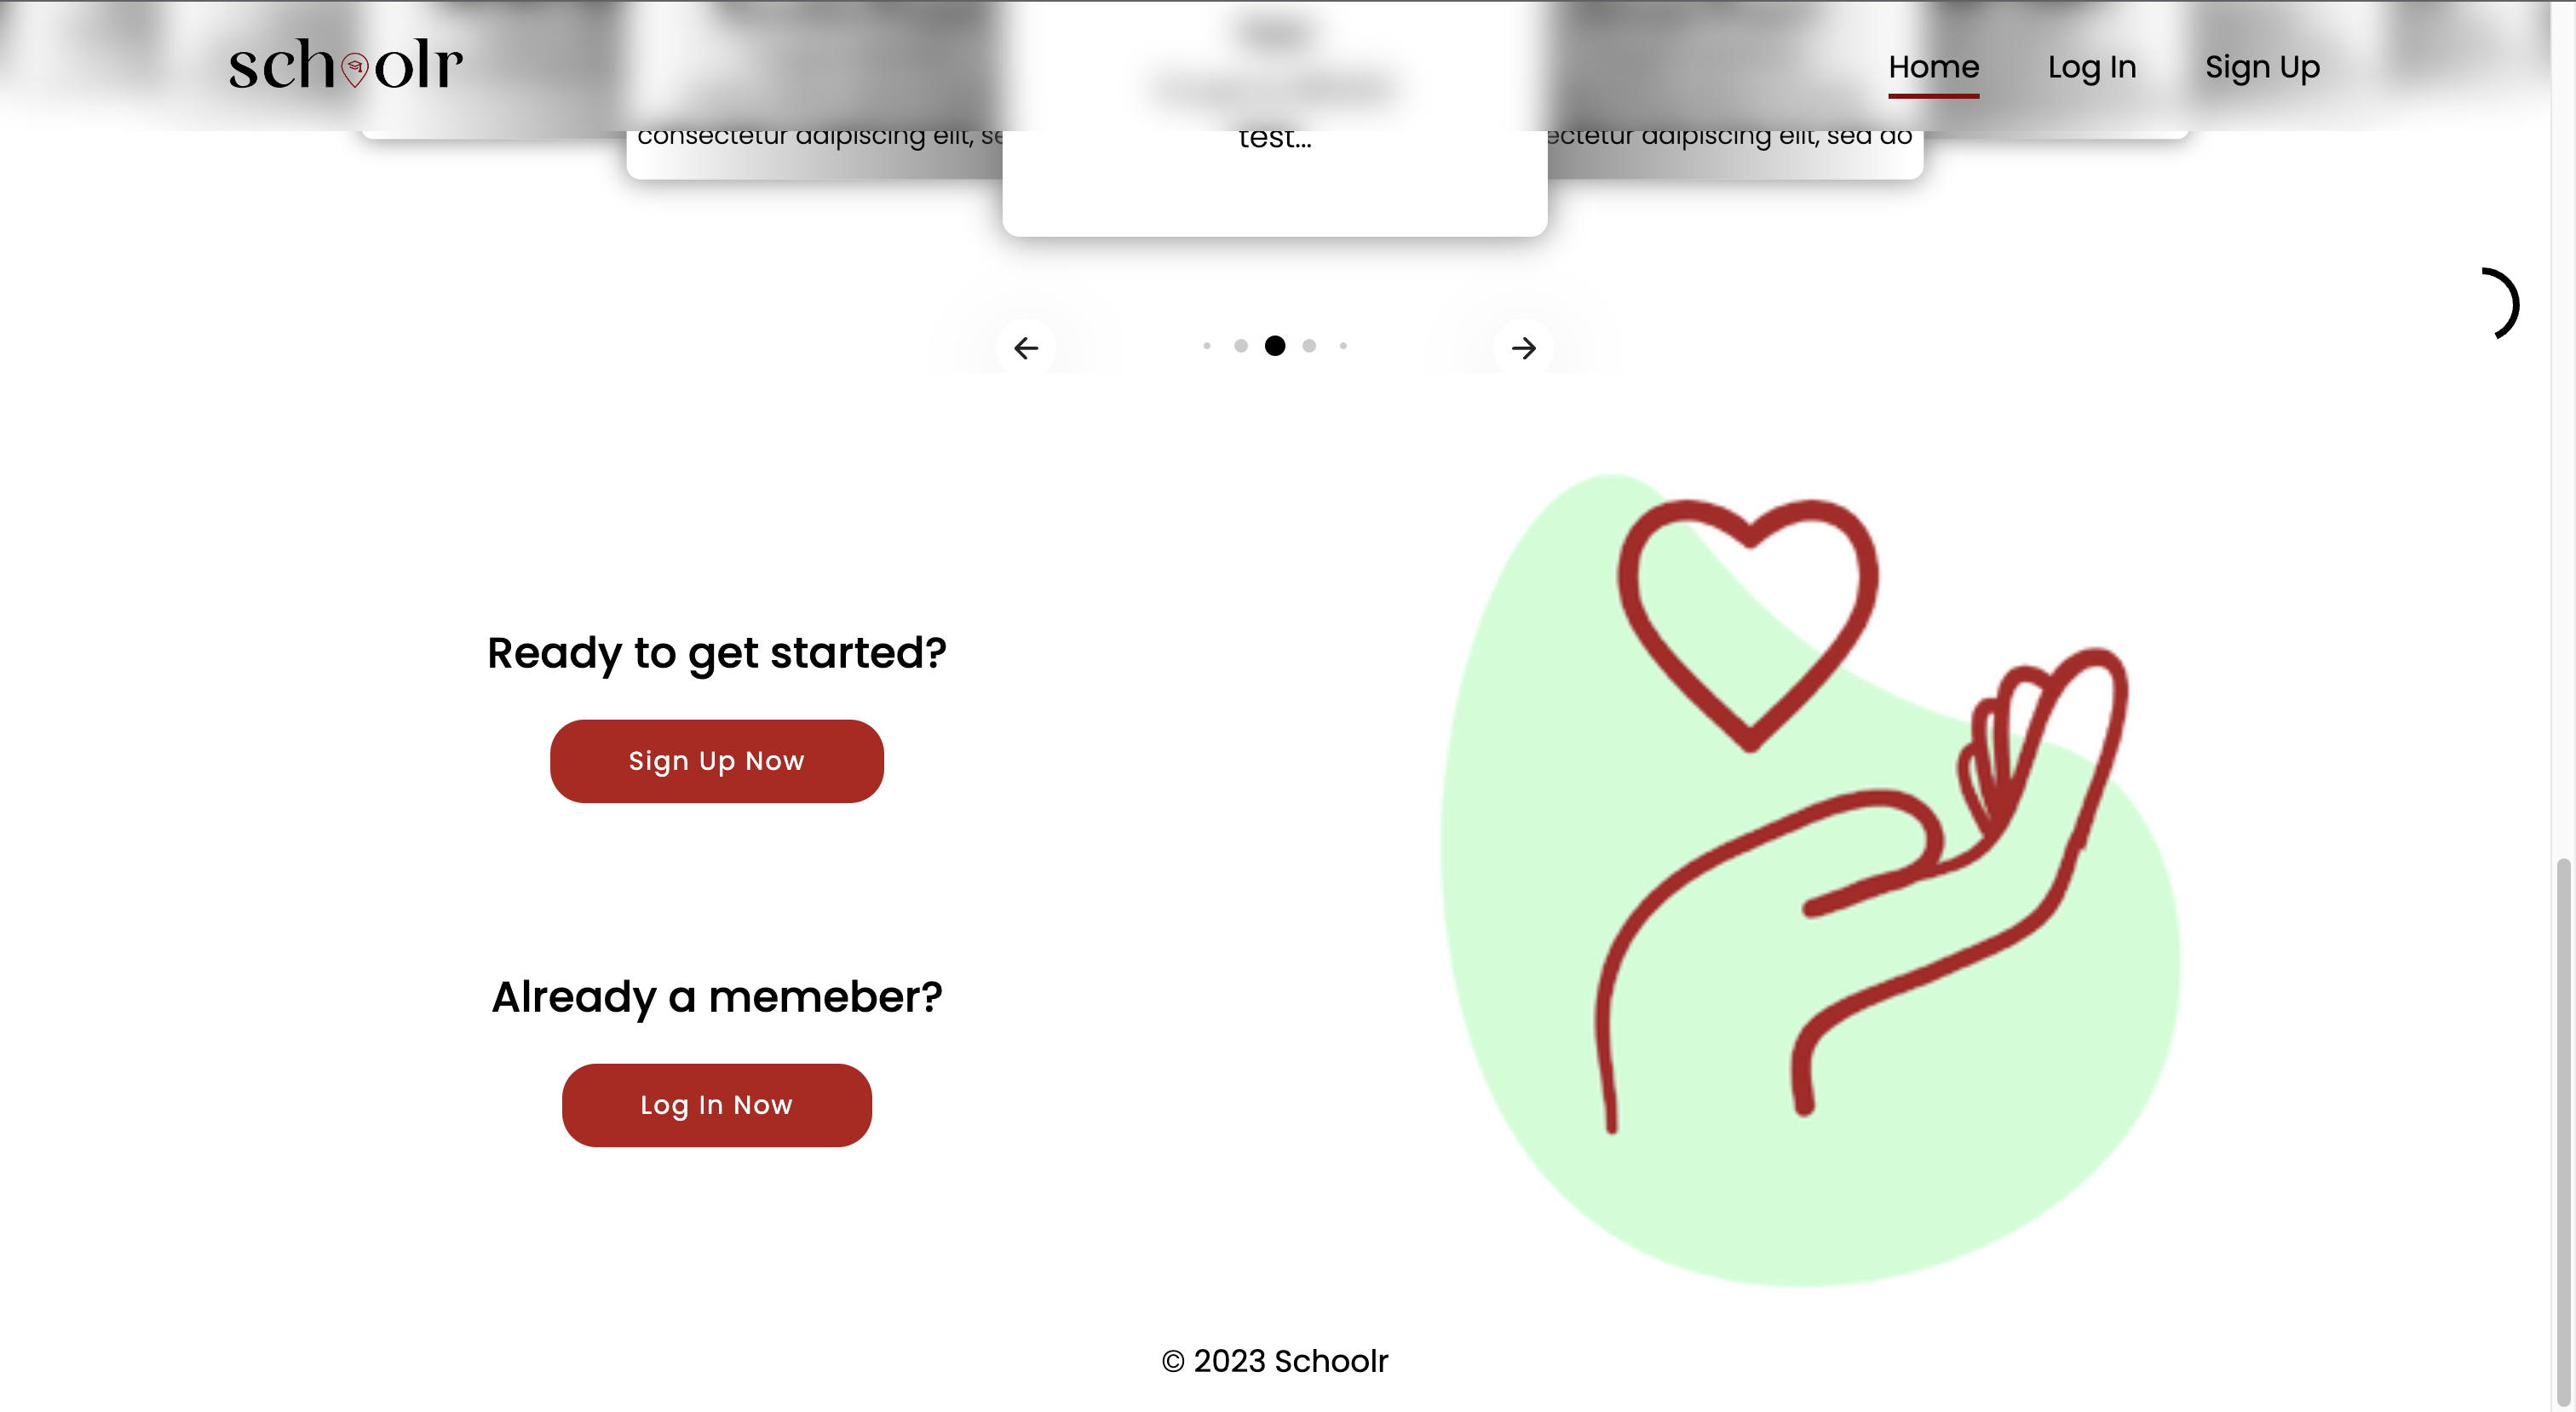 schoolr
Home Log In Sign Up
consectetur adipiscing elit, se
test...
ectetur adipiscing elit, sed do
Ready to get started?
Sign Up Now
Already a memeber?
Log In Now
© 2023 Schoolr